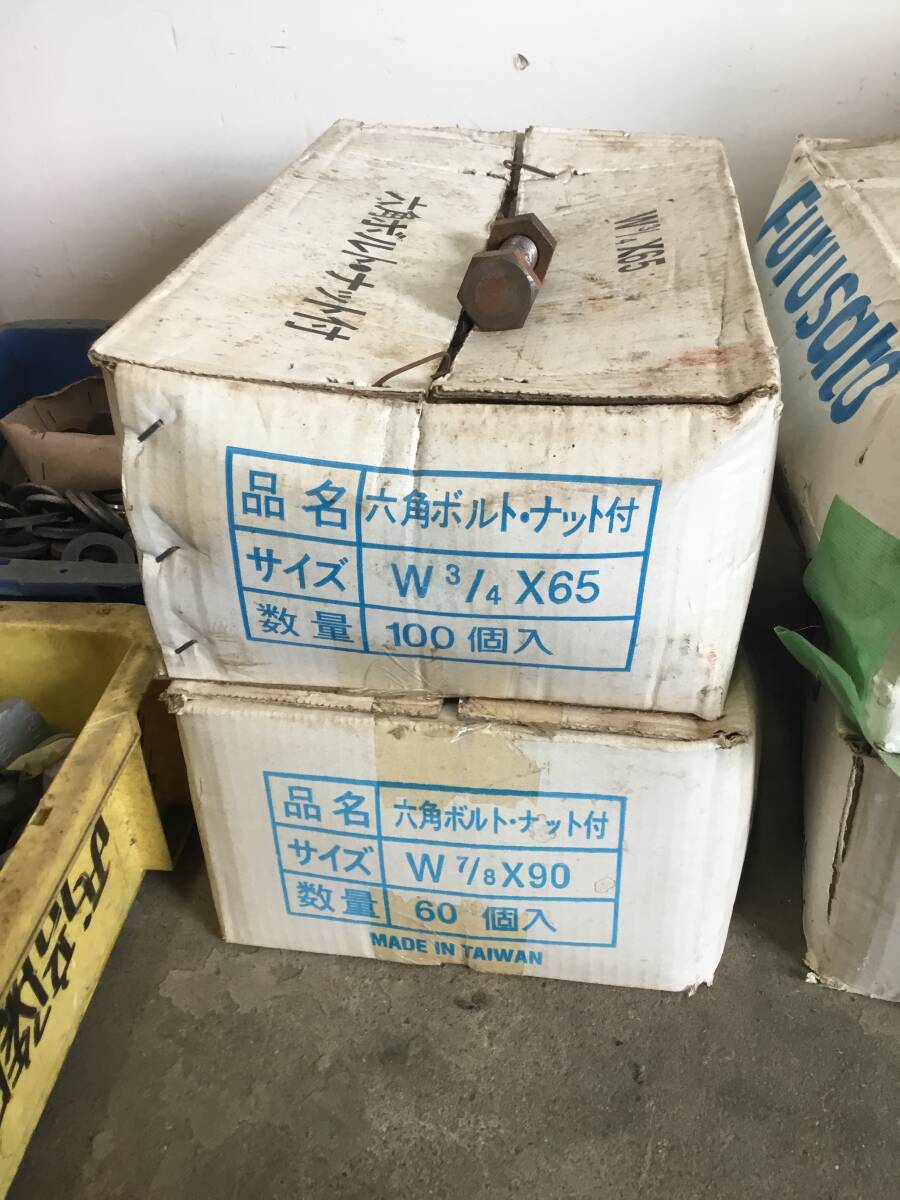 六角ボルトナット付
W3/4X65
Furusato
品名 六角ボルト・ナット付
サイズ W 3/4 X65
数量 100 個入
品名 六角ボルト・ナット付
サイズ W 7/8 X90
数量 60 個入
MADE IN TAIWAN